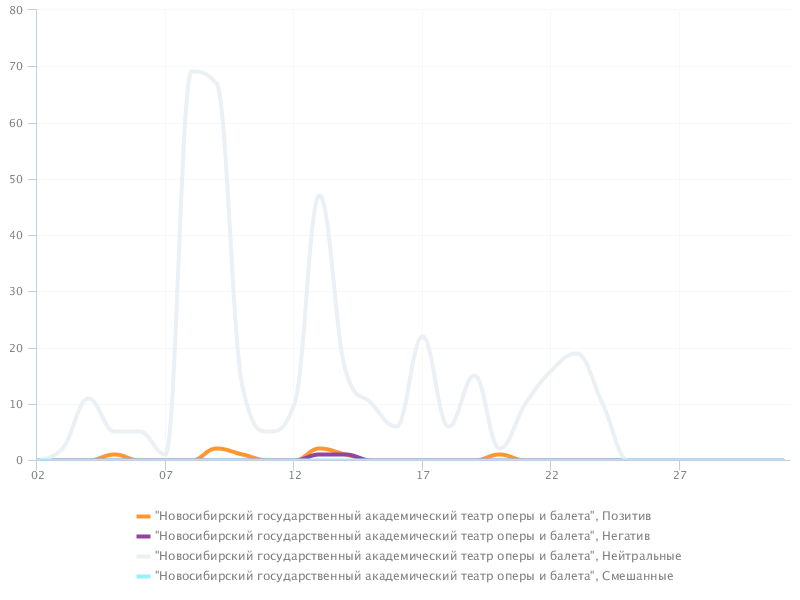 80
70
60
50
40
30
20
10
0
02 07 12 17 22 27
"Новосибирский государственный академический театр оперы и балета", Позитив
"Новосибирский государственный академический театр оперы и балета", Негатив
"Новосибирский государственный академический театр оперы и балета", Нейтральные
"Новосибирский государственный академический театр оперы и балета", Смешанные